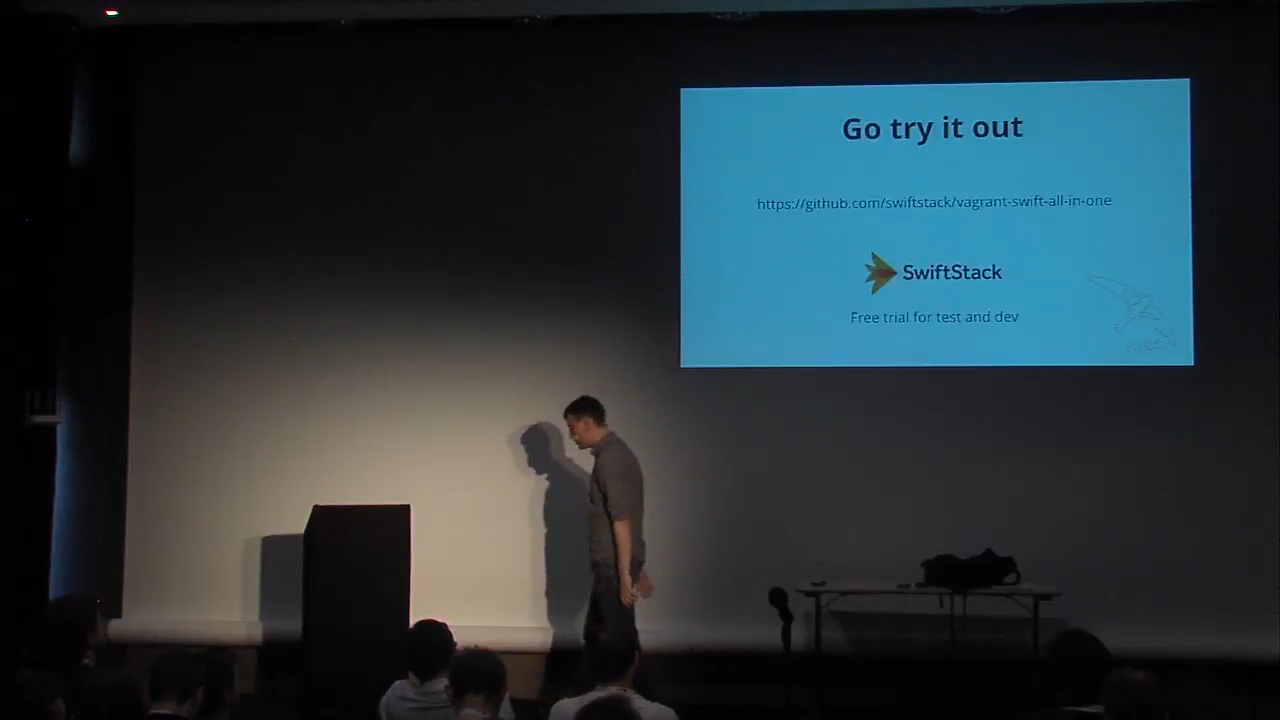 Go try it out
https://github.com/swiftstack/vagrant-swift-all-in-one
SwiftStack
Free trial for test and dev